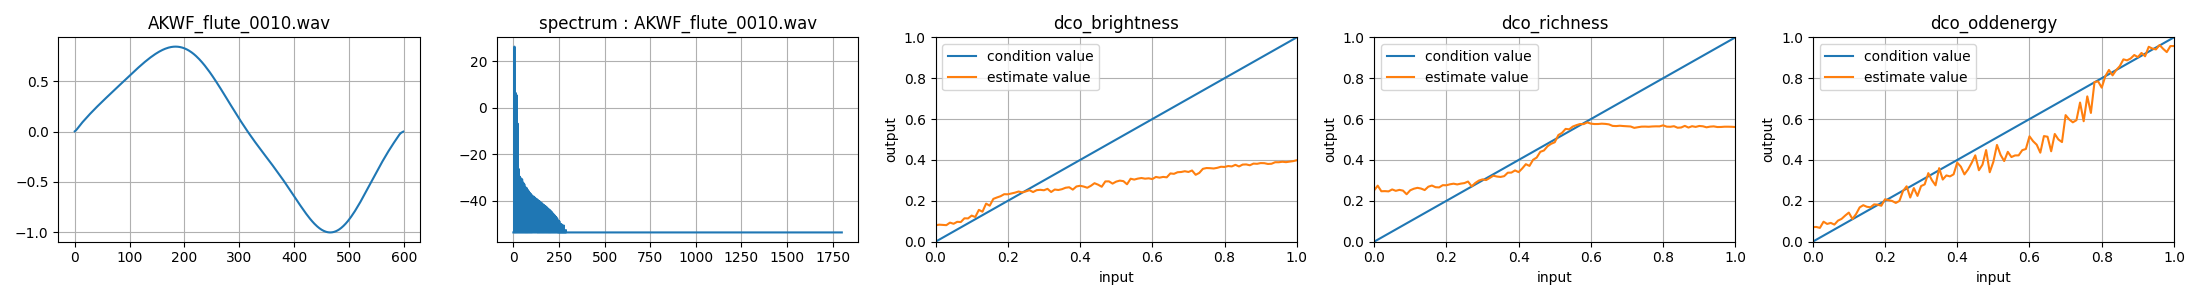 AKWF_flute_0010.wav
0.5
0.0
−0.5
−1.0
0 100 200 300 400 500 600
spectrum : AKWF_flute_0010.wav
20
0
−20
−40
0 250 500 750 1000 1250 1500 1750
dco_brightness
condition value
estimate value
output
1.0
0.8
0.6
0.4
0.2
0.0
0.0 0.2 0.4 0.6 0.8 1.0
input
dco_richness
condition value
estimate value
output
1.0
0.8
0.6
0.4
0.2
0.0
0.0 0.2 0.4 0.6 0.8 1.0
input
dco_oddenergy
condition value
estimate value
output
1.0
0.8
0.6
0.4
0.2
0.0
0.0 0.2 0.4 0.6 0.8 1.0
input